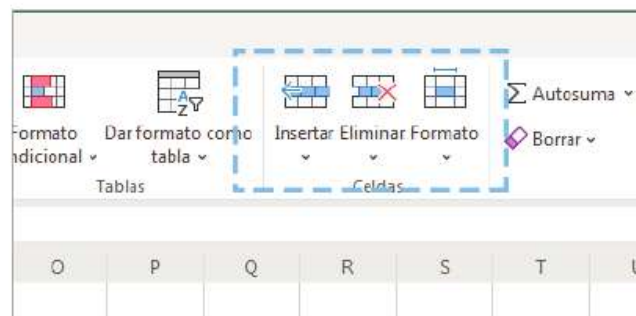 Formato
ndicional
Dar formato como
tabla
Tablas
Insertar Eliminar Formato
Celdas
Autosuma
Borrar
O P Q R S T U